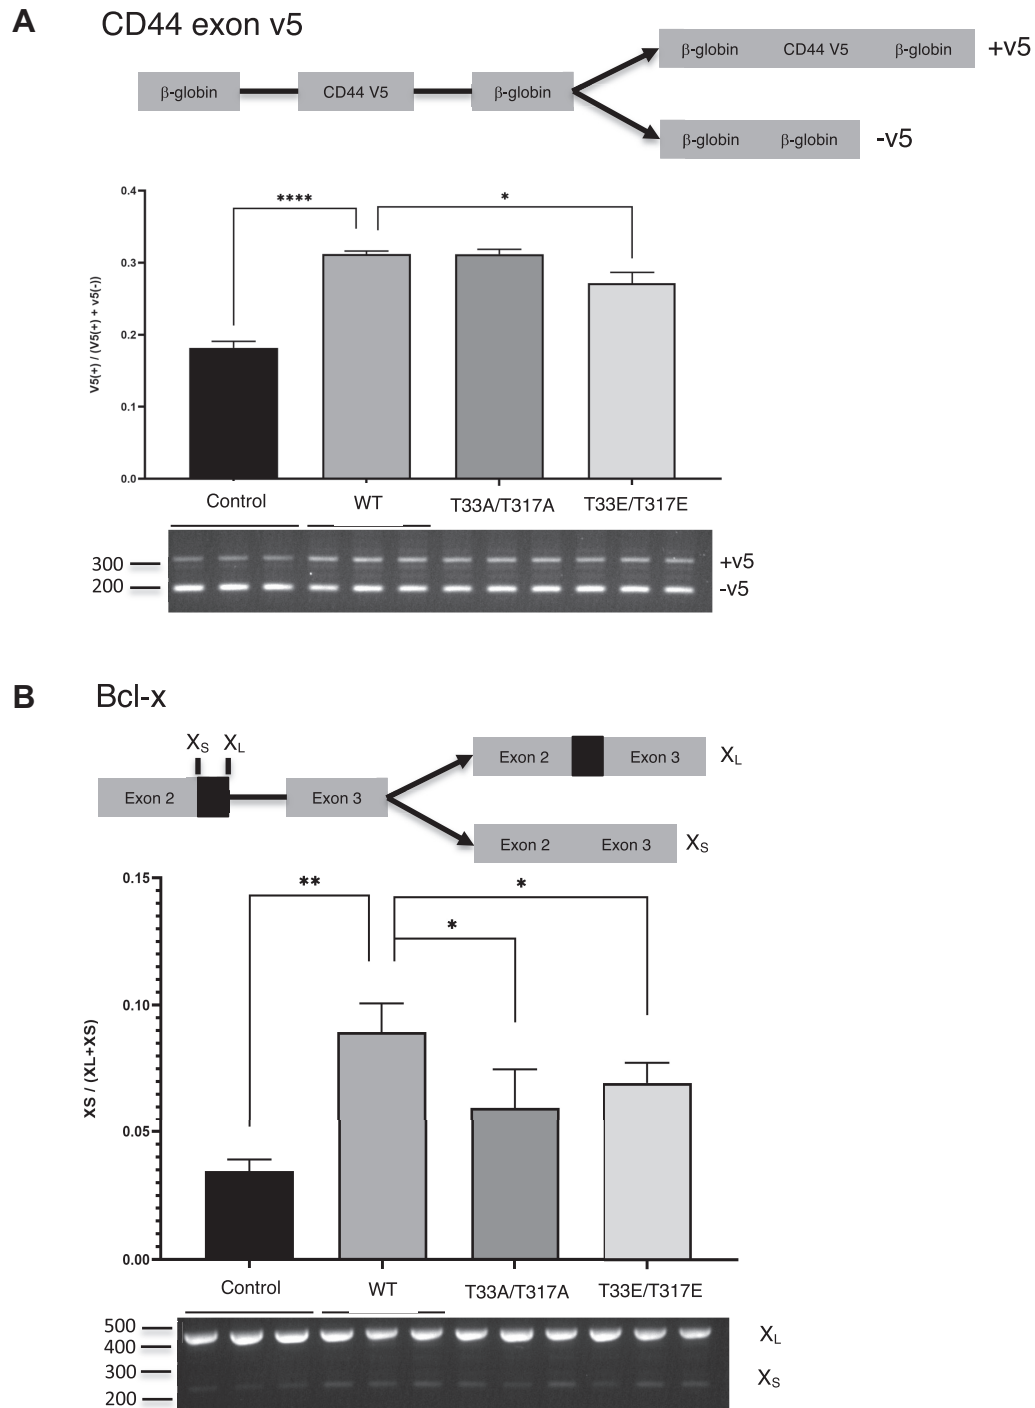 A CD44 exon v5
β-globin CD44 V5 β-globin +v5
β-globin CD44 V5 β-globin
β-globin β-globin -v5
0.4
0.3
0.2
0.1
0.0
V5(+) / (V5(+) + v5(-))
****
*
Control WT T33A/T317A T33E/T317E
300 +v5
200 -v5
B Bcl-x
XS XL
Exon 2 Exon 3 XL
Exon 2 Exon 3
Exon 2 Exon 3 XS
0.15
0.10
0.05
0.00
XS / (XL+XS)
**
*
*
Control WT T33A/T317A T33E/T317E
500 XL
400
300 XS
200